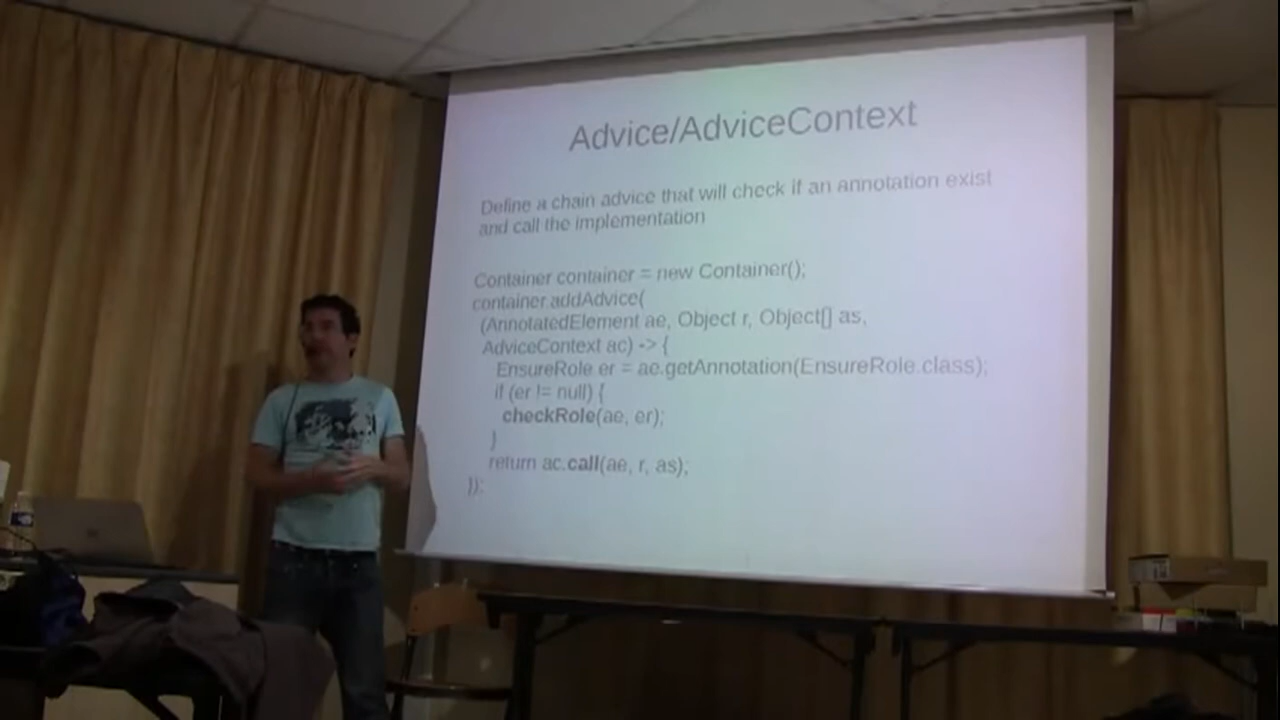 Advice/AdviceContext
Define a chain advice that will check if an annotation exist
and call the implementation
Container container = new Container();
container addAdvice(
(AnnotatedElement ae, Object r, Object[] as,
AdviceContext ac) -> {
EnsureRole er = ae.getAnnotation(EnsureRole.class);
if (er != null) {
checkRole(ae, er);
}
return ac.call(ae, r, as);
});